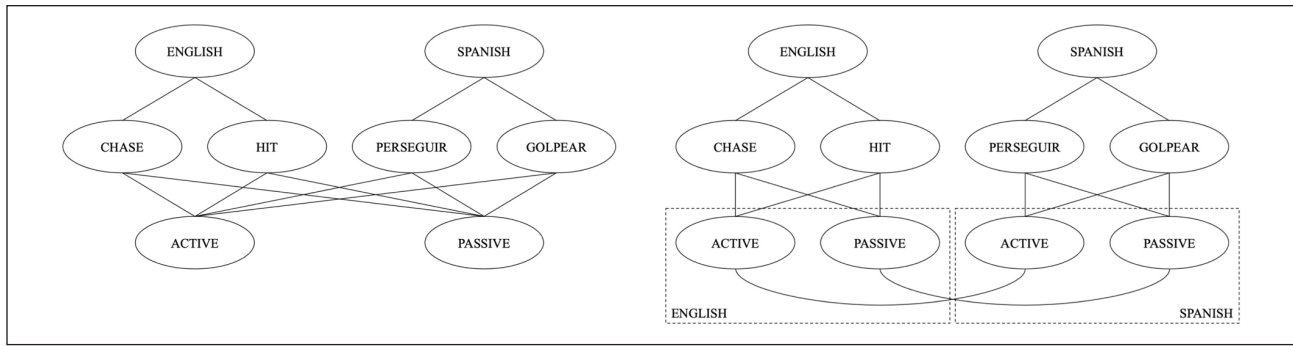 ENGLISH SPANISH ENGLISH SPANISH
CHASE HIT PERSEGUIR GOLPEAR CHASE HIT PERSEGUIR GOLPEAR
ACTIVE PASSIVE ACTIVE PASSIVE ACTIVE PASSIVE
ENGLISH SPANISH